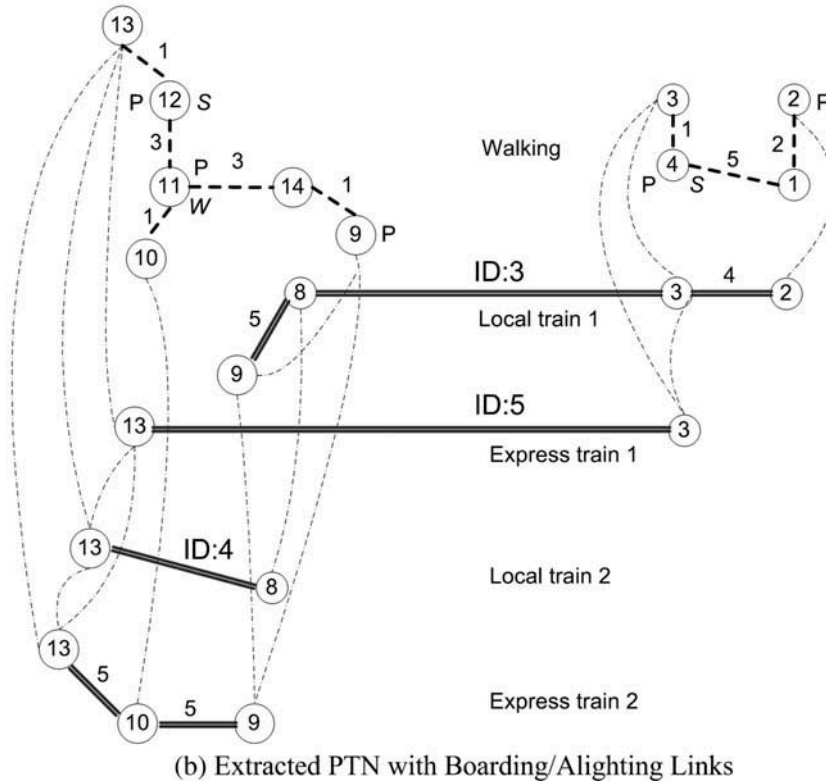 13
1
P 12 S
3
3
2 P
1
2
Walking
P
11
W
3
14
1
4
P S
5
1
1
10
9 P
ID:3
8
3
4
2
5
Local train 1
9
ID:5
13
3
Express train 1
13
ID:4
8
Local train 2
13
5
10
5
9
Express train 2
(b) Extracted PTN with Boarding/Alighting Links